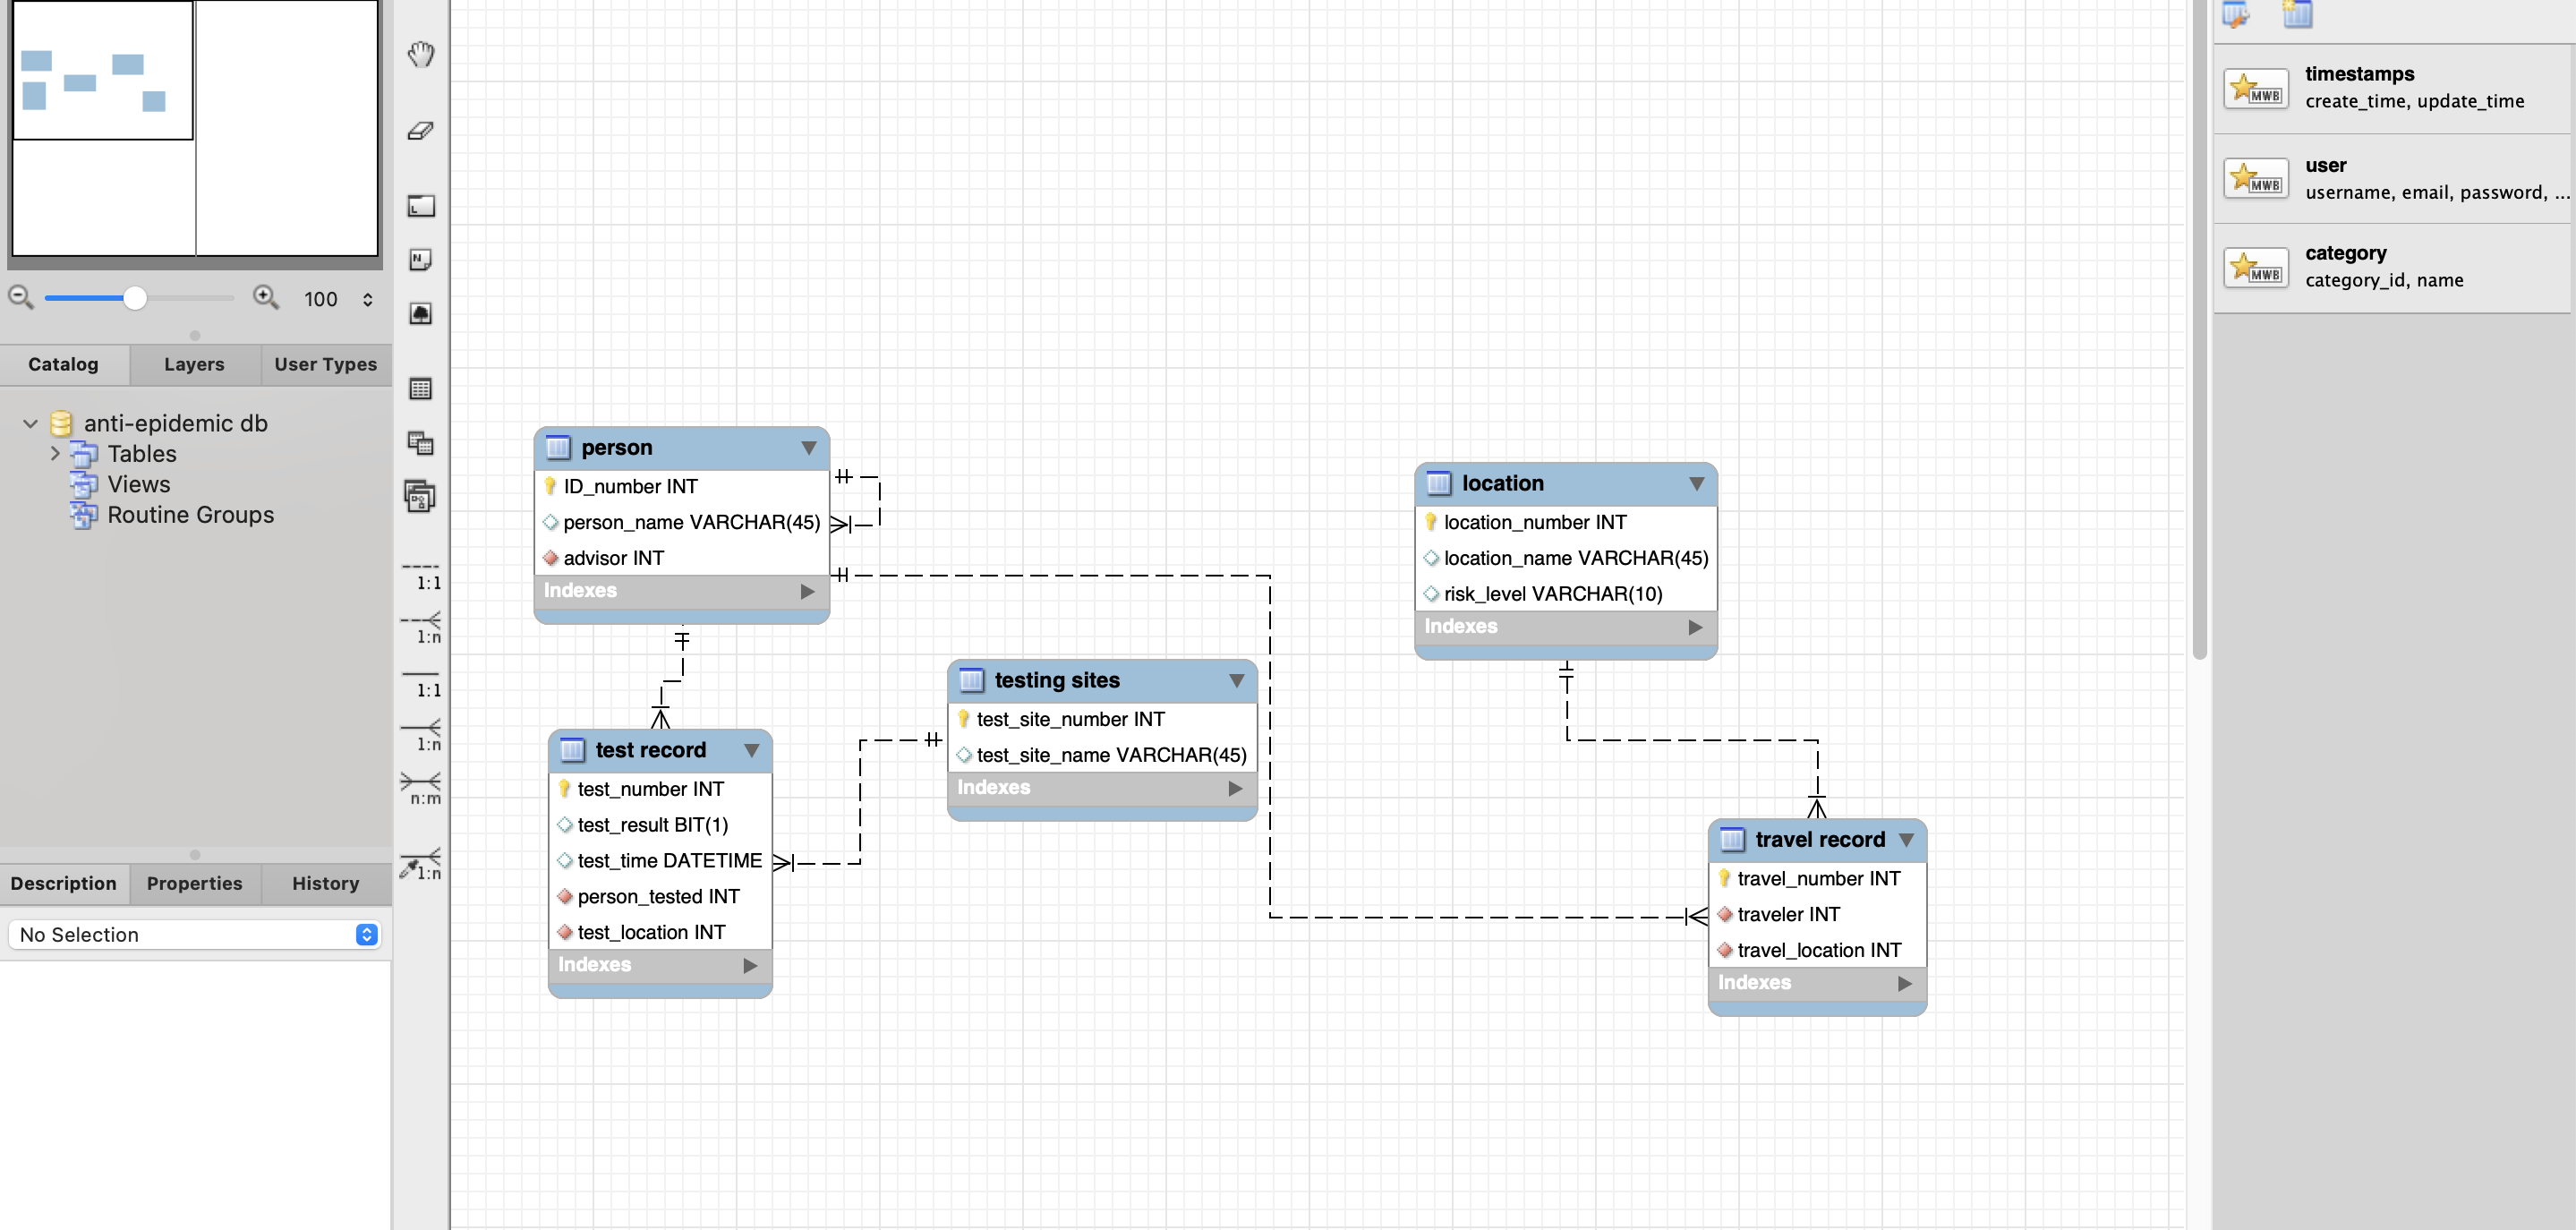 100
Catalog
Layers
User Types
anti-epidemic db
Tables
Views
Routine Groups
Description
Properties
History
No Selection
N
1:1
1:n
1:1
1:n
n:m
1:n
person
ID_number INT
person_name VARCHAR(45)
advisor INT
Indexes
test record
test_number INT
test_result BIT(1)
test_time DATETIME
person_tested INT
test_location INT
Indexes
testing sites
test_site_number INT
test_site_name VARCHAR(45)
Indexes
location
location_number INT
location_name VARCHAR(45)
risk_level VARCHAR(10)
Indexes
travel record
travel_number INT
traveler INT
travel_location INT
Indexes
MWB
timestamps
create_time, update_time
MWB
user
username, email, password, ...
MWB
category
category_id, name